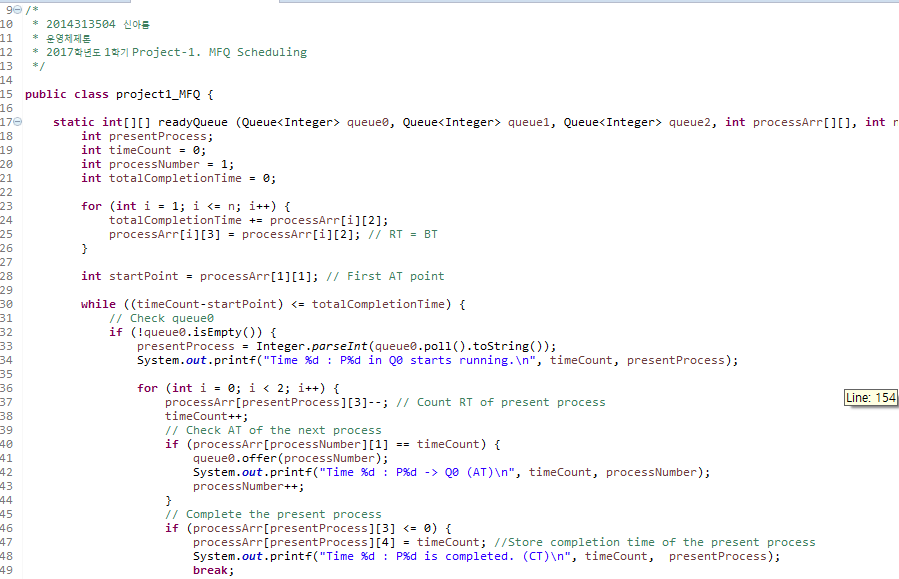 9 /*
10 * 2014313504 신아름
11 * 운영체제론
12 * 2017학년도 1학기 Project-1. MFQ Scheduling
13 */
14
15 public class project1_MFQ {
16
17 static int[][] readyQueue (Queue<Integer> queue0, Queue<Integer> queue1, Queue<Integer> queue2, int processArr[][], int n
18 int presentProcess;
19 int timeCount = 0;
20 int processNumber = 1;
21 int totalCompletionTime = 0;
22
23 for (int i = 1; i <= n; i++) {
24 totalCompletionTime += processArr[i][2];
25 processArr[i][3] = processArr[i][2]; // RT = BT
26 }
27
28 int startPoint = processArr[1][1]; // First AT point
29
30 while ((timeCount-startPoint) <= totalCompletionTime) {
31 // Check queue0
32 if (!queue0.isEmpty()) {
33 presentProcess = Integer.parseInt(queue0.poll().toString());
34 System.out.printf("Time %d : P%d in Q0 starts running.\n", timeCount, presentProcess);
35
36 for (int i = 0; i < 2; i++) {
37 processArr[presentProcess][3]--; // Count RT of present process
38 timeCount++;
39 // Check AT of the next process
40 if (processArr[processNumber][1] == timeCount) {
41 queue0.offer(processNumber);
42 System.out.printf("Time %d : P%d -> Q0 (AT)\n", timeCount, processNumber);
43 processNumber++;
44 }
45 // Complete the present process
46 if (processArr[presentProcess][3] <= 0) {
47 processArr[presentProcess][4] = timeCount; //Store completion time of the present process
48 System.out.printf("Time %d : P%d is completed. (CT)\n", timeCount, presentProcess);
49 break;
Line: 154